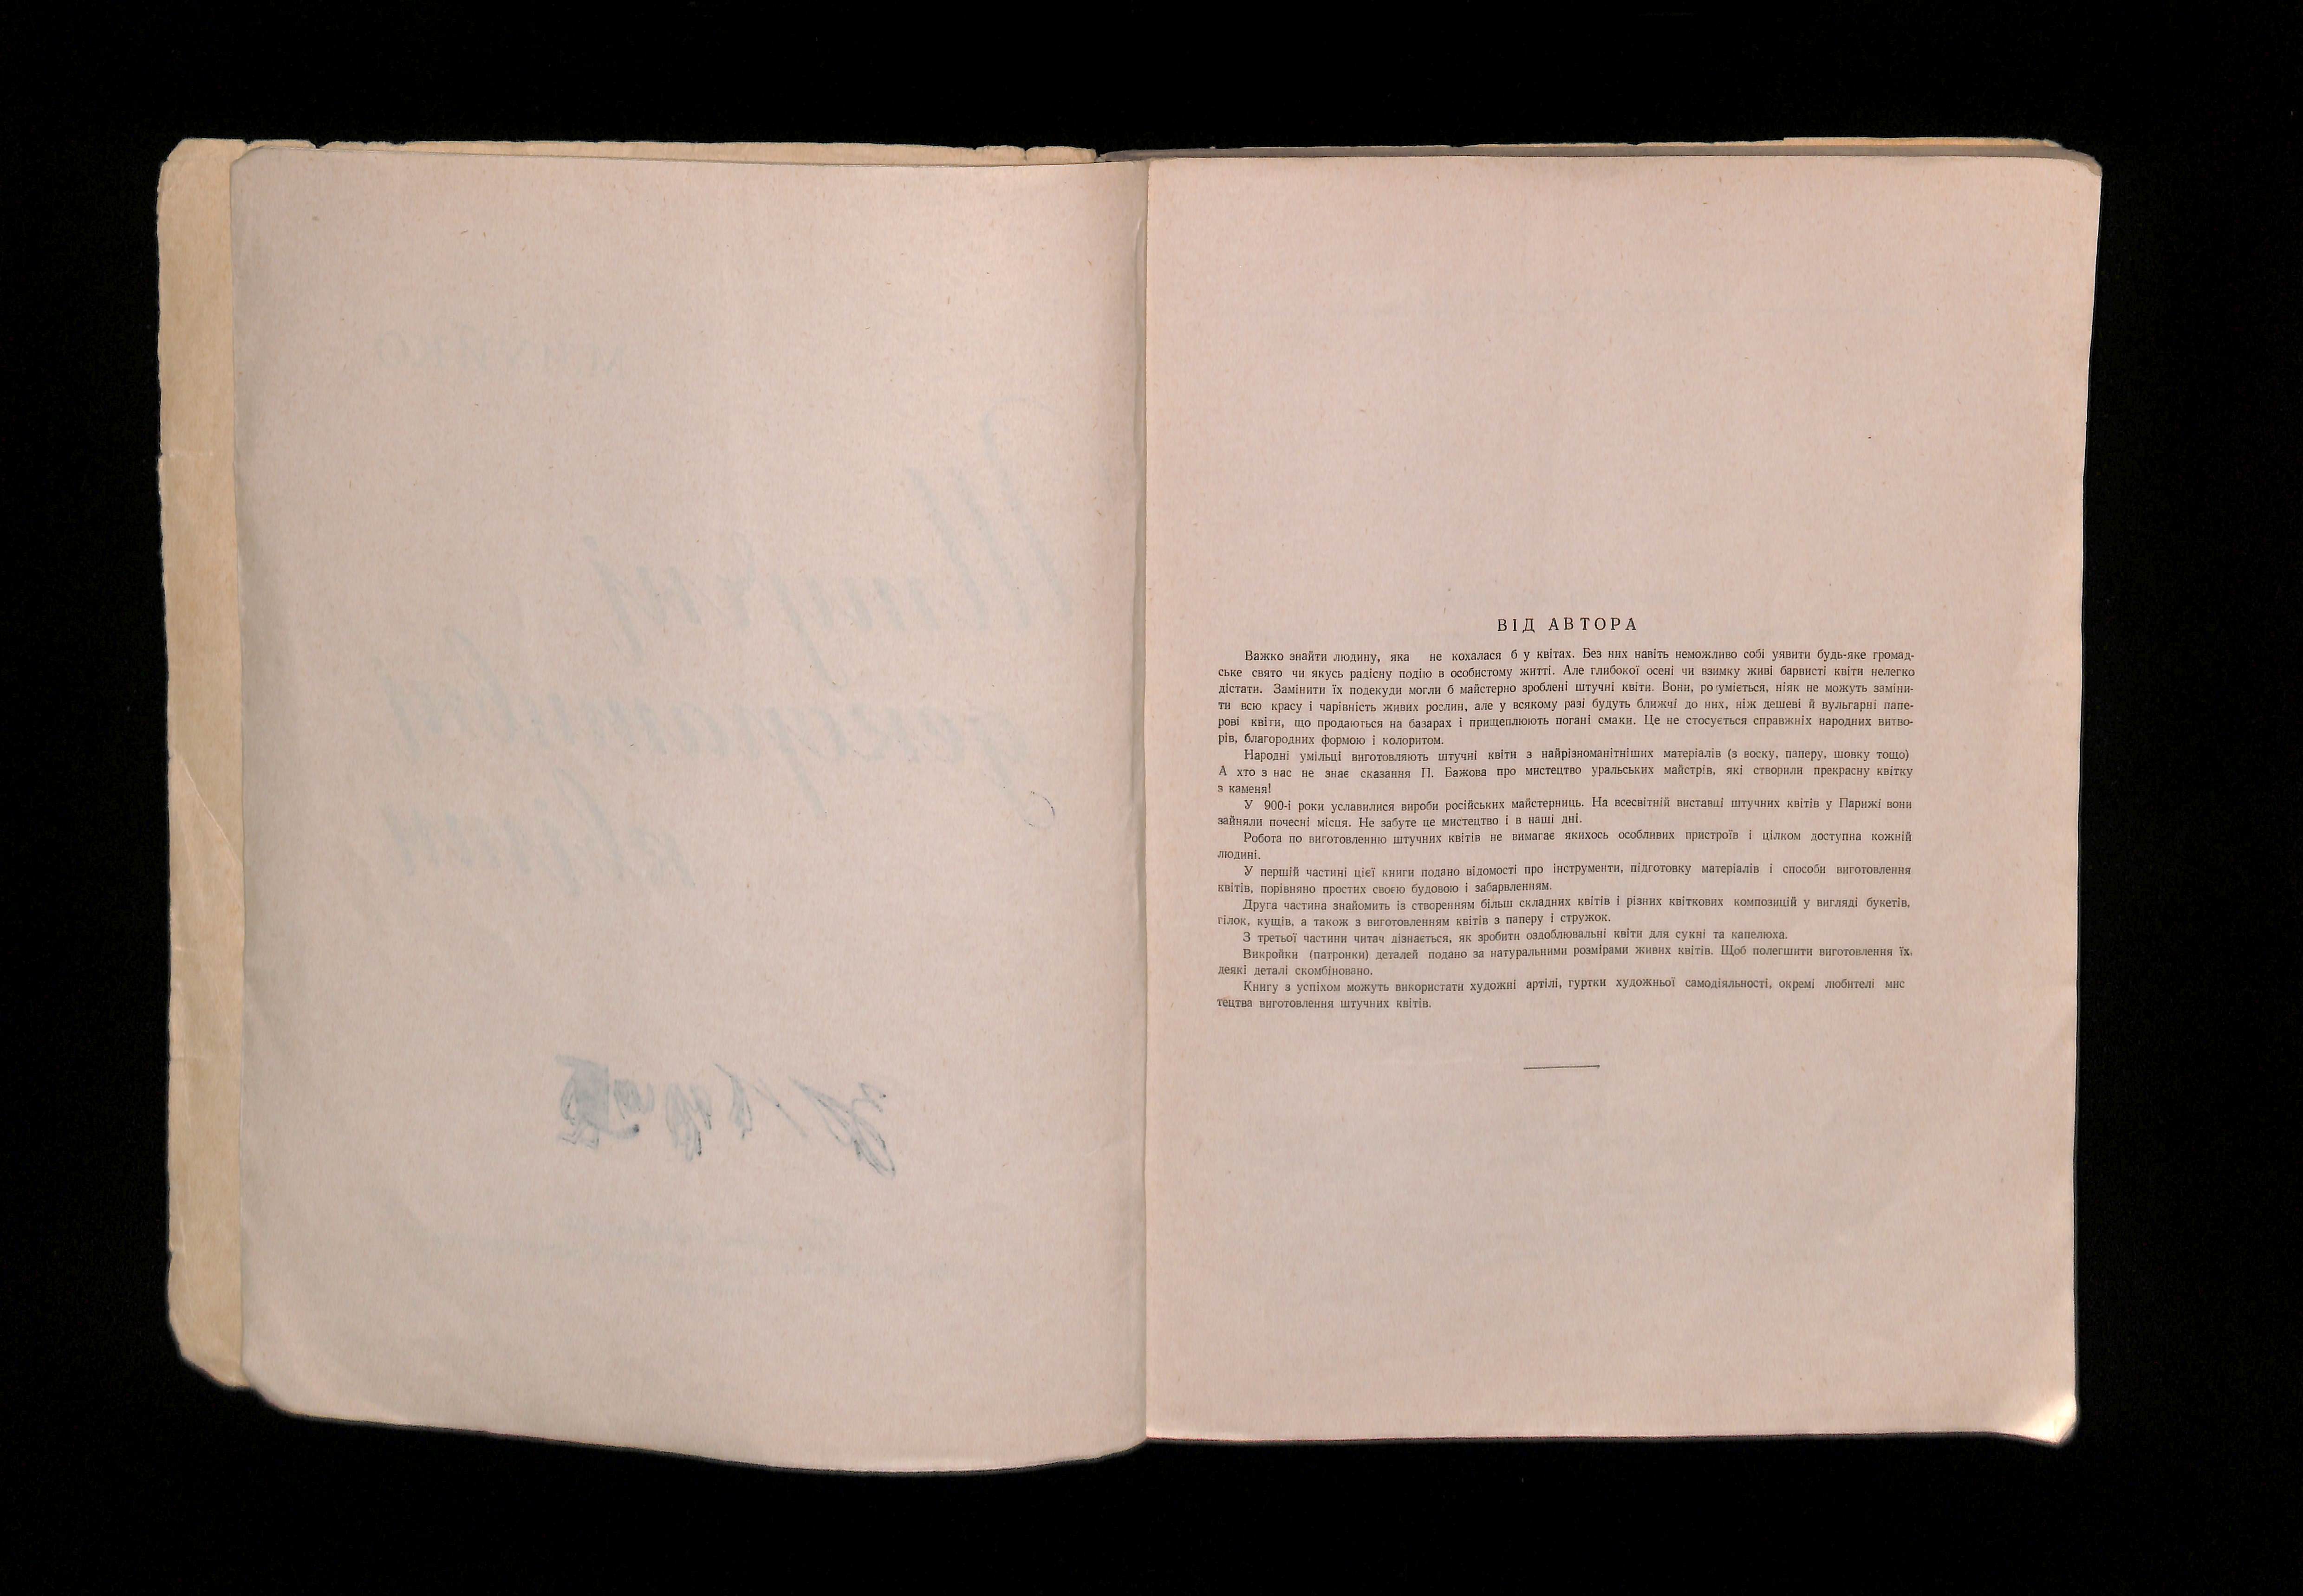 ВІД АВТОРА
Важко знайти людину, яка не кохалася б у квітах. Без них навіть неможливо собі уявити будь-яке громад-
ське свято чи якусь радісну подію в особистому житті. Але глибокої осені чи взимку живі барвисті квіти нелегко
дістати. Замінити їх подекуди могли б майстерно зроблені штучні квіти. Вони, розуміється, ніяк не можуть заміни-
ти всю красу і чарівність живих рослин, але у всякому разі будуть ближчі до них, ніж дешеві й вульгарні папе-
рові квіти, що продаються на базарах і прищеплюють погані смаки. Це не стосується справжніх народних витво-
рів, благородних формою і колоритом.
Народні умільці виготовляють штучні квіти з найрізноманітніших матеріалів (з воску, паперу, шовку тощо)
А хто з нас не знає сказання П. Бажова про мистецтво уральських майстрів, які створили прекрасну квітку
з каменя!
У 900-і роки уславилися вироби російських майстерниць. На всесвітній виставці штучних квітів у Парижі вони
зайняли почесні місця. Не забуте це мистецтво і в наші дні.
Робота по виготовленню штучних квітів не вимагає якихось особливих пристроїв і цілком доступна кожній
людині.
У першій частині цієї книги подано відомості про інструменти, підготовку матеріалів і способи виготовлення
квітів, порівняно простих своєю будовою і забарвленням.
Друга частина знайомить із створенням більш складних квітів і різних квіткових композицій у вигляді букетів,
гілок, кущів, а також з виготовленням квітів з паперу і стружок.
З третьої частини читач дізнається, як зробити оздоблювальні квіти для сукні та капелюха.
Викройки (патронки) деталей подано за натуральними розмірами живих квітів. Щоб полегшити виготовлення їх,
деякі деталі скомбіновано.
Книгу з успіхом можуть використати художні артілі, гуртки художньої самодіяльності, окремі любителі мис
тецтва виготовлення штучних квітів.